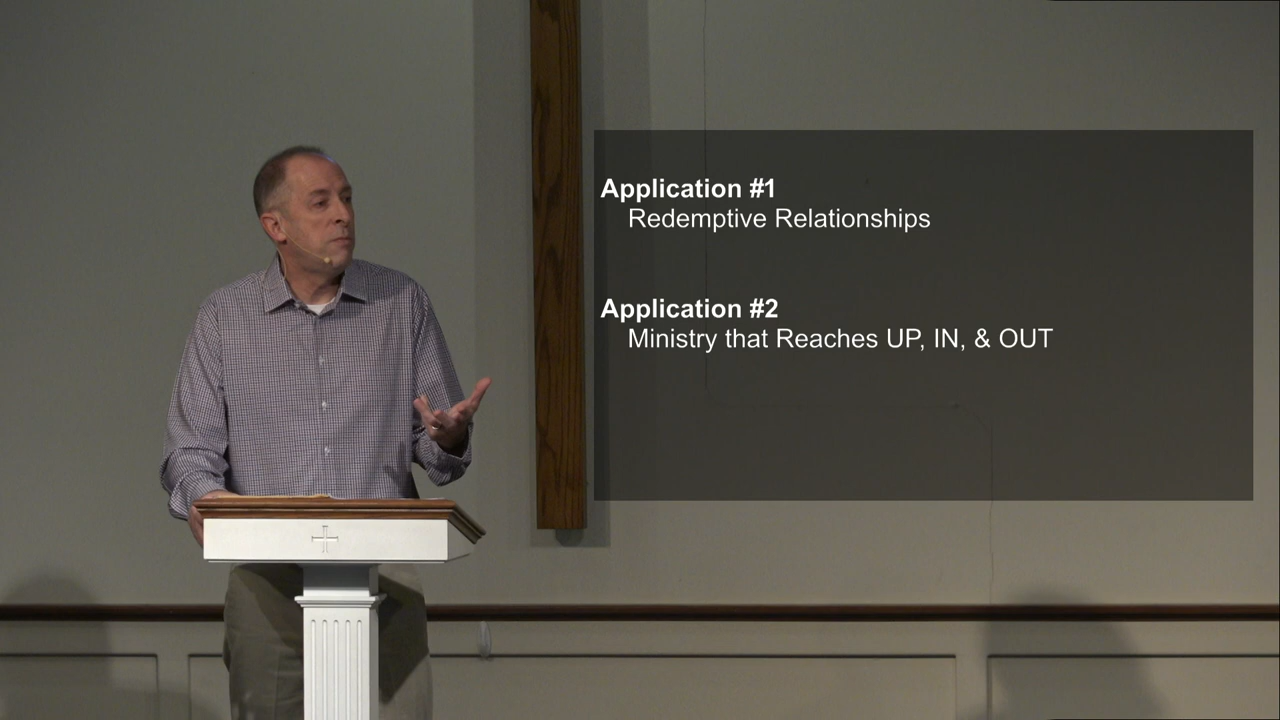 Application #1
Redemptive Relationships
Application #2
Ministry that Reaches UP, IN, & OUT